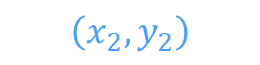 (x₂, y₂)